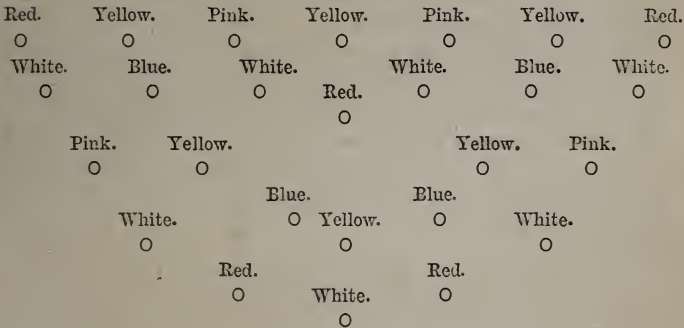 Red. Yellow. Pink. Yellow. Pink. Yellow. Red.
O O O O O O O
White. Blue. White. White. Blue. White.
O O O Red. O O O
O
Pink. Yellow. Yellow. Pink.
O O O O
Blue. Blue.
White. O Yellow. O White.
O O O
Red. Red.
O White. O
O